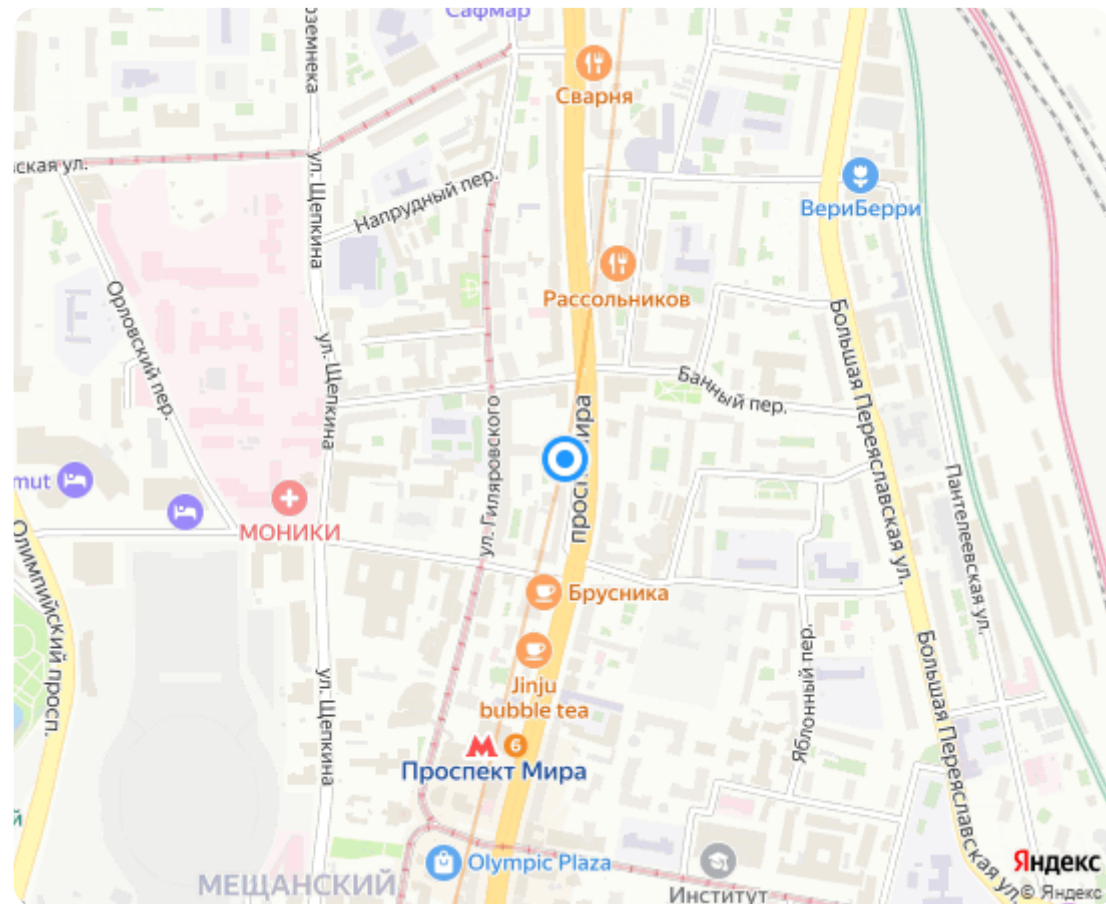 Сафмар
оземнека
Сварня
ская ул.
ул. Щепкина
Напрудный пер.
ВериБерри
Рассольников
Орловский пер.
ул. Щепкина
Большая Переяславская ул.
Банный пер.
ул. Гиляровского
mut
МОНИКИ
Пантелеевская ул.
Олимпийский просп.
Брусника
Jinju
bubble tea
ул. Щепкина
Яблонный пер.
Большая Переяславская ул.
6
Проспект Мира
й
Olympic Plaza
МЕЩАНСКИЙ
Институт
Яндекс
© Яндекс